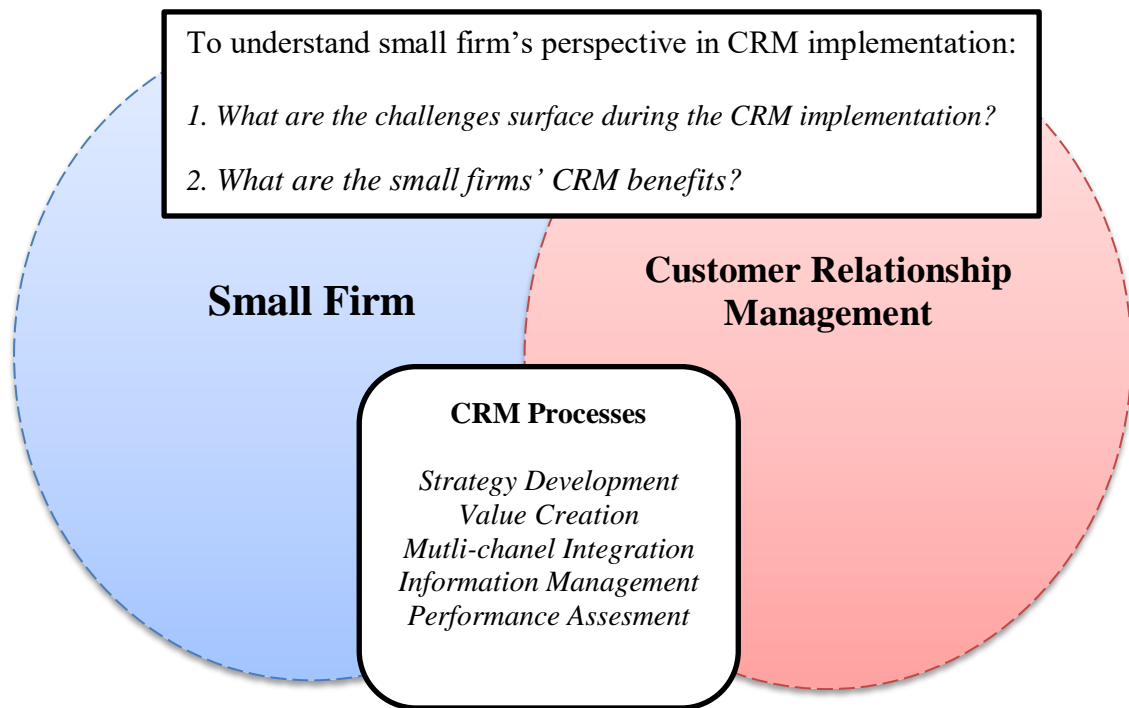 To understand small firm’s perspective in CRM implementation:
1. What are the challenges surface during the CRM implementation?
2. What are the small firms’ CRM benefits?
Small Firm
Customer Relationship
Management
CRM Processes
Strategy Development
Value Creation
Mutli-chanel Integration
Information Management
Performance Assesment